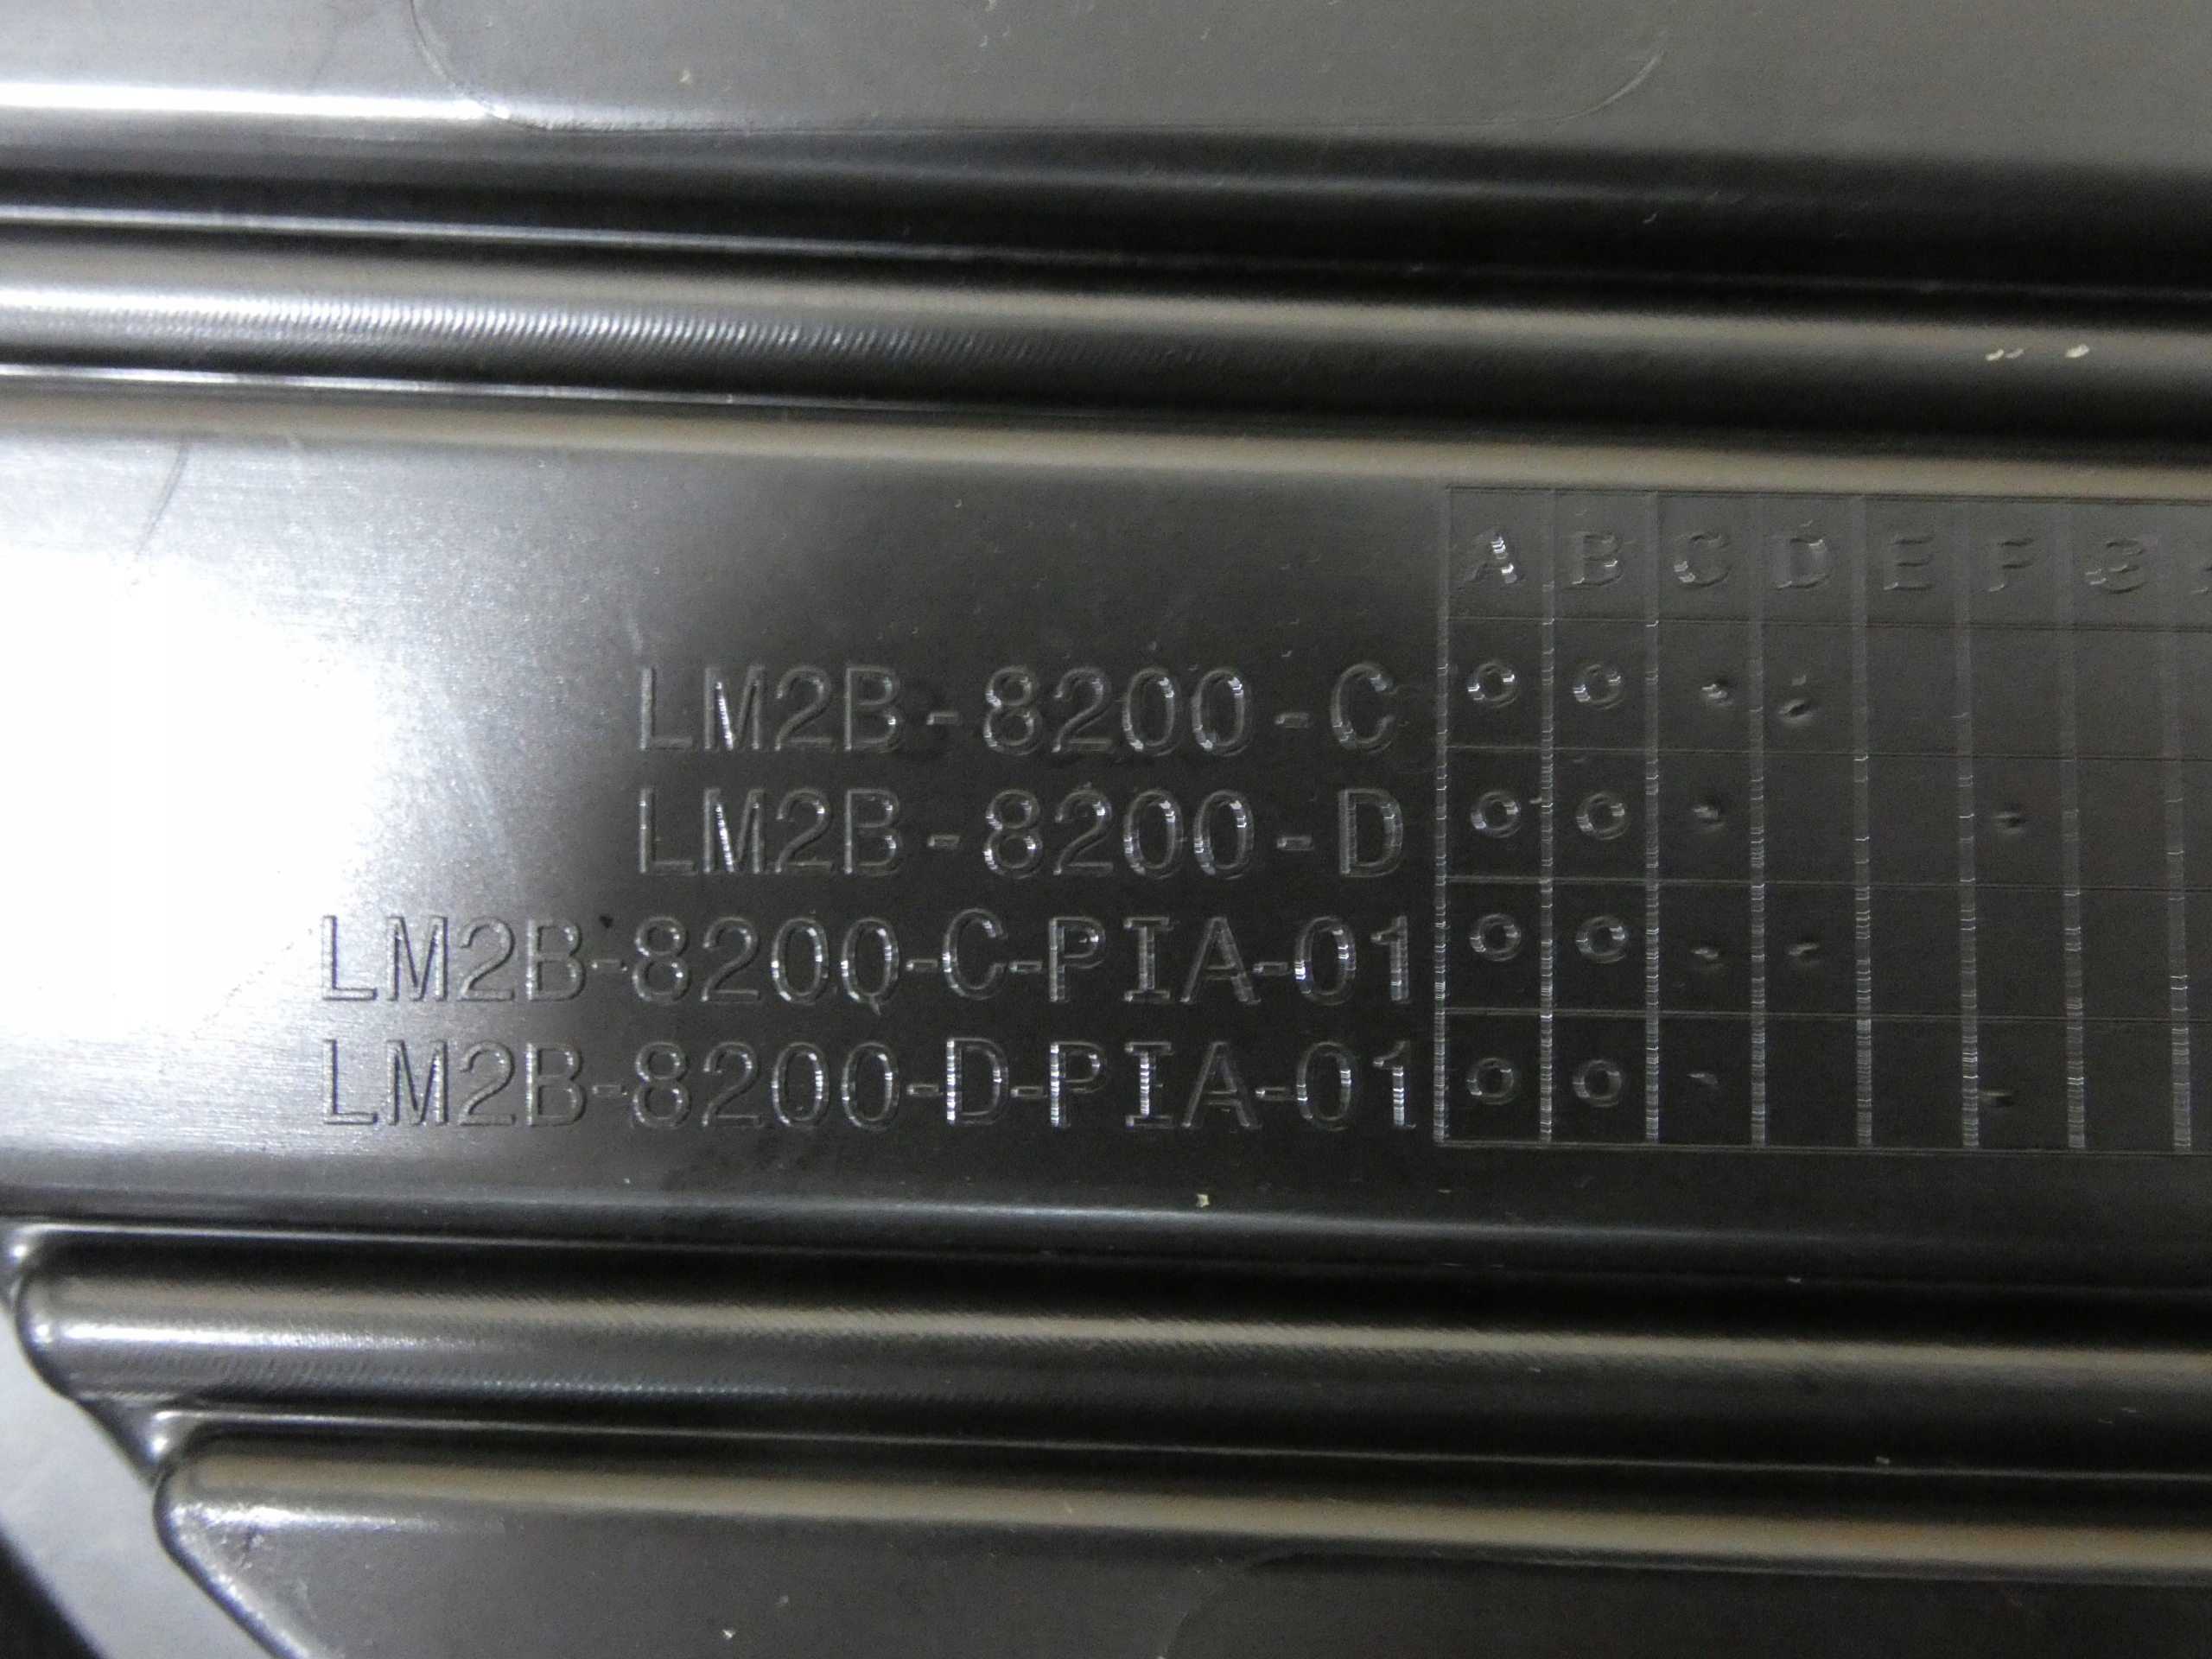 A B C D E F G
LM2B-8200-C O O
LM2B-8200-D O O
LM2B-8200-C-PIA-01 O O
LM2B-8200-D-PIA-01 O O